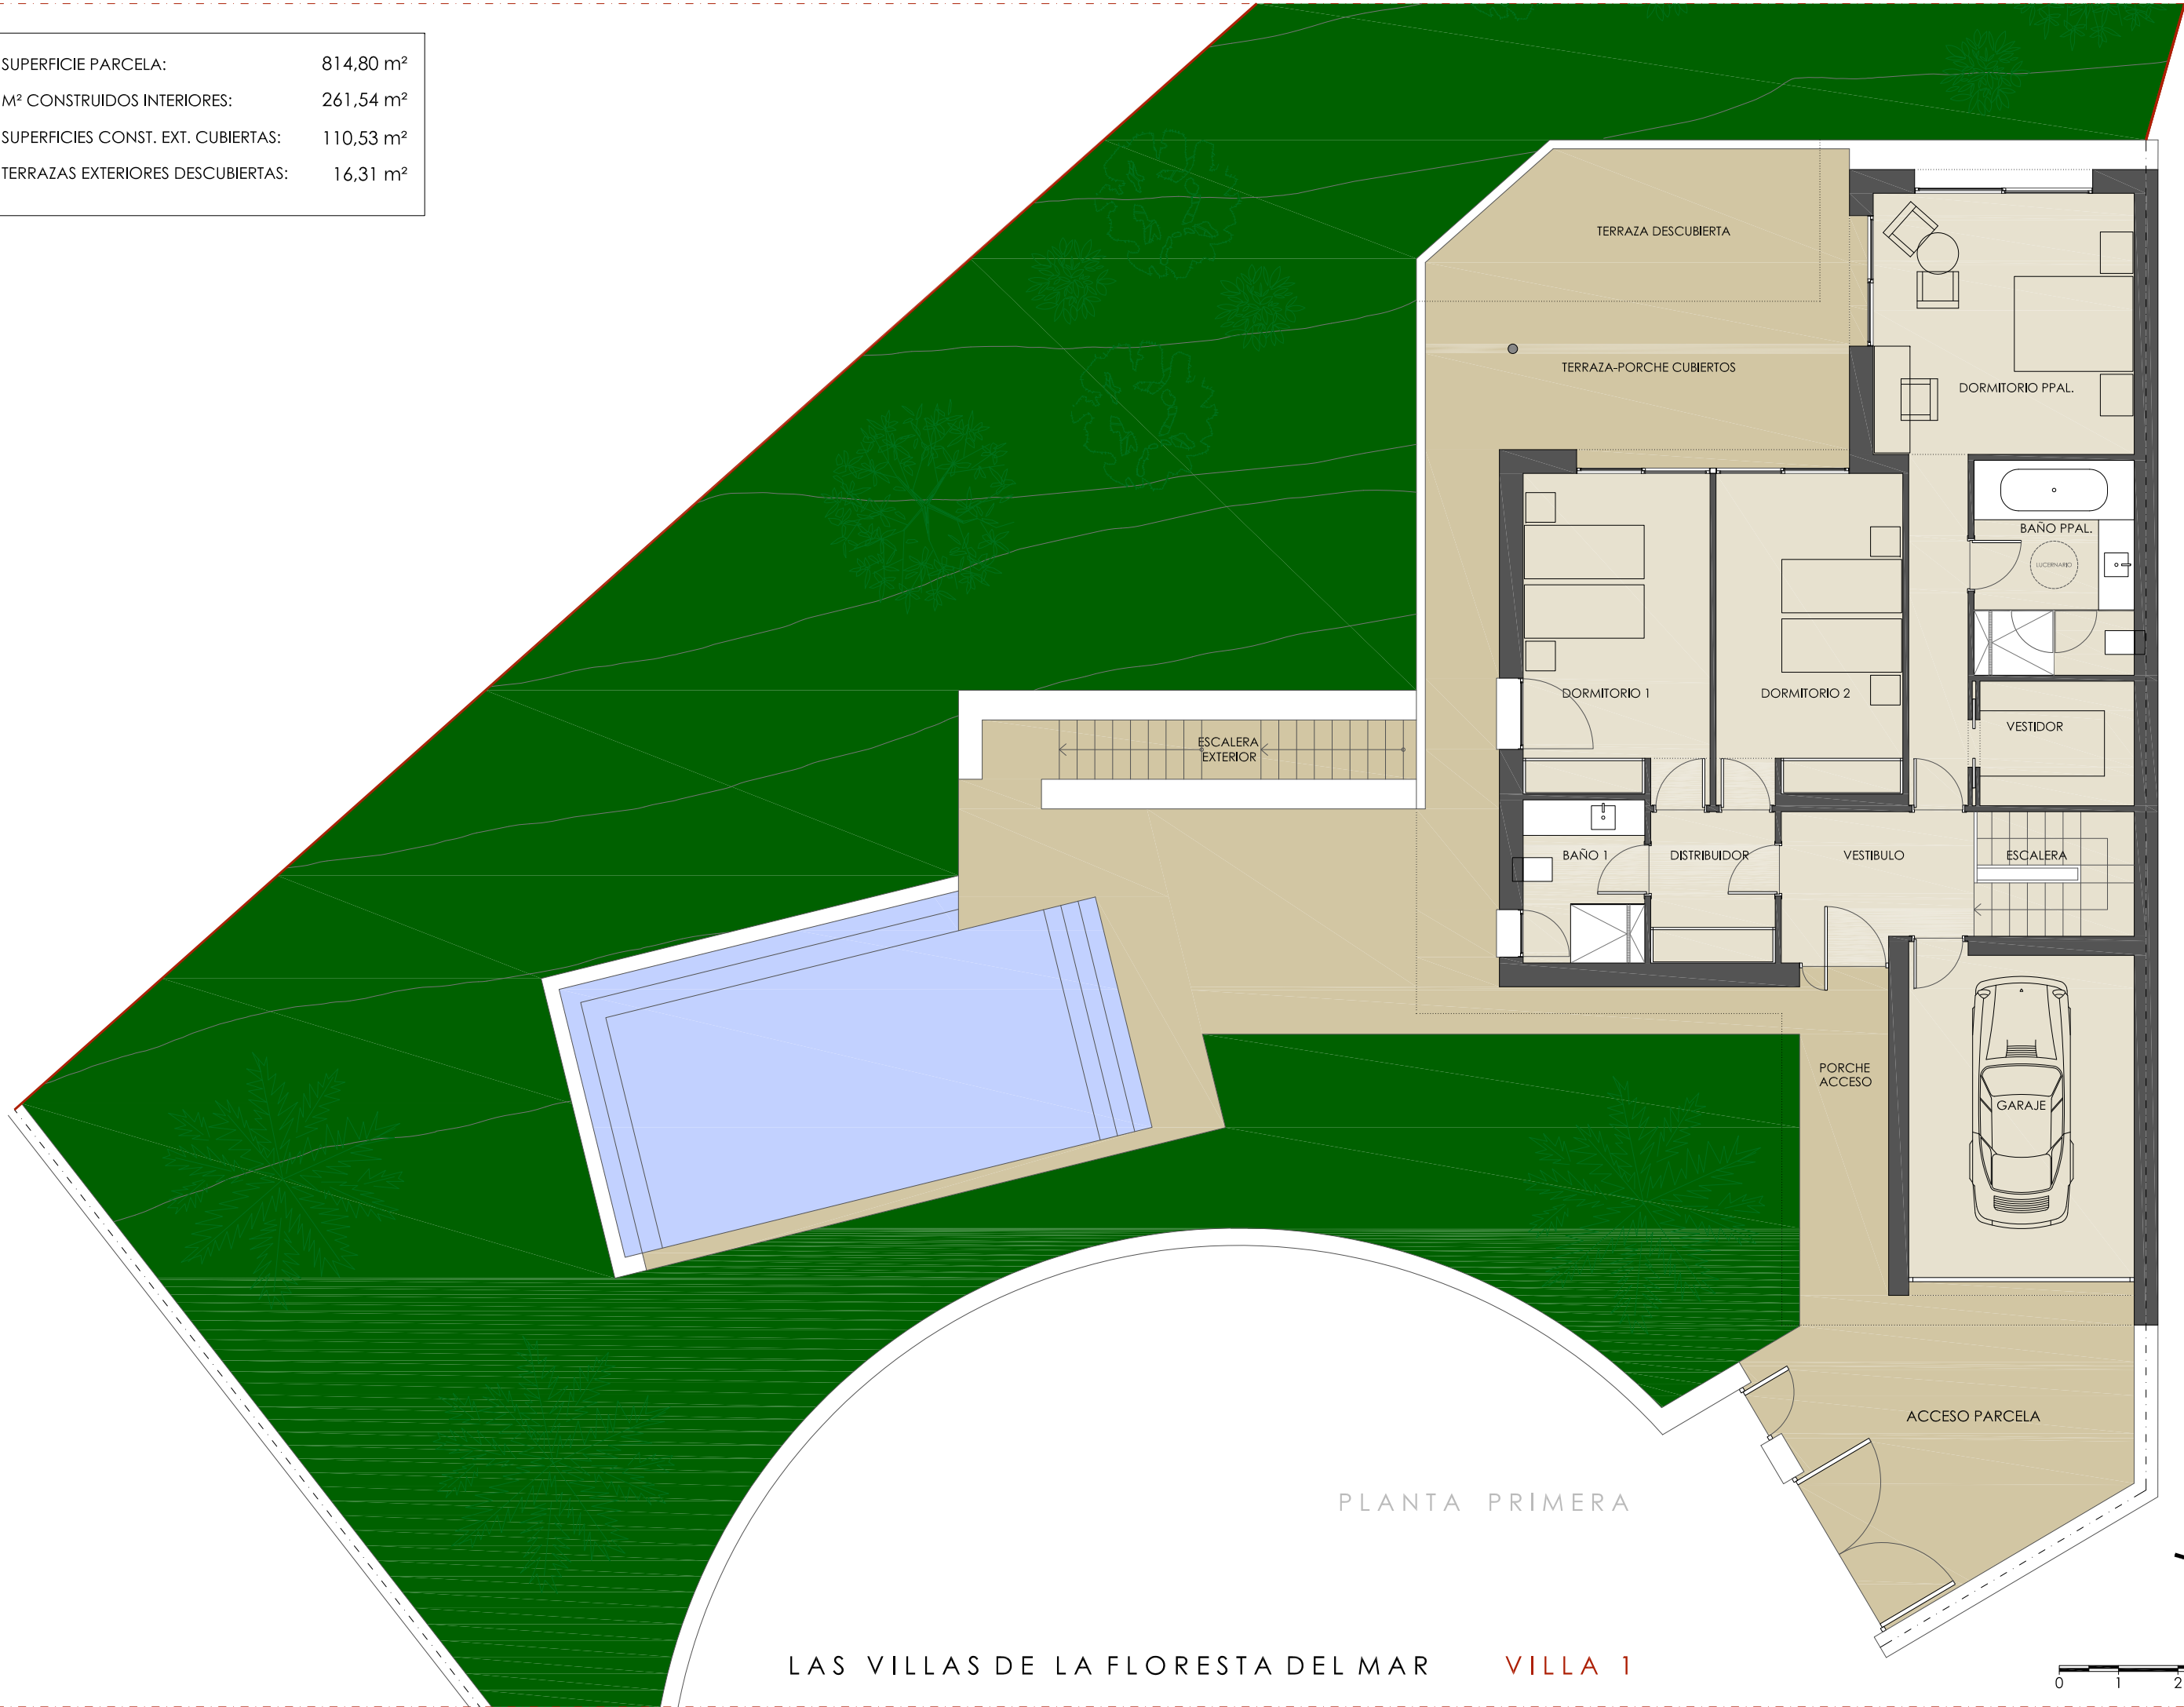 SUPERFICIE PARCELA: 814,80 m²
M² CONSTRUIDOS INTERIORES: 261,54 m²
SUPERFICIES CONST. EXT. CUBIERTAS: 110,53 m²
TERRAZAS EXTERIORES DESCUBIERTAS: 16,31 m²
TERRAZA DESCUBIERTA
TERRAZA-PORCHE CUBIERTOS
DORMITORIO PPAL.
BAÑO PPAL.
LUCERNARIO
DORMITORIO 1
DORMITORIO 2
VESTIDOR
ESCALERA
EXTERIOR
BAÑO 1
DISTRIBUIDOR
VESTIBULO
ESCALERA
PORCHE
ACCESO
GARAJE
ACCESO PARCELA
PLANTA PRIMERA
LAS VILLAS DE LA FLORESTA DEL MAR VILLA 1
0 1 2